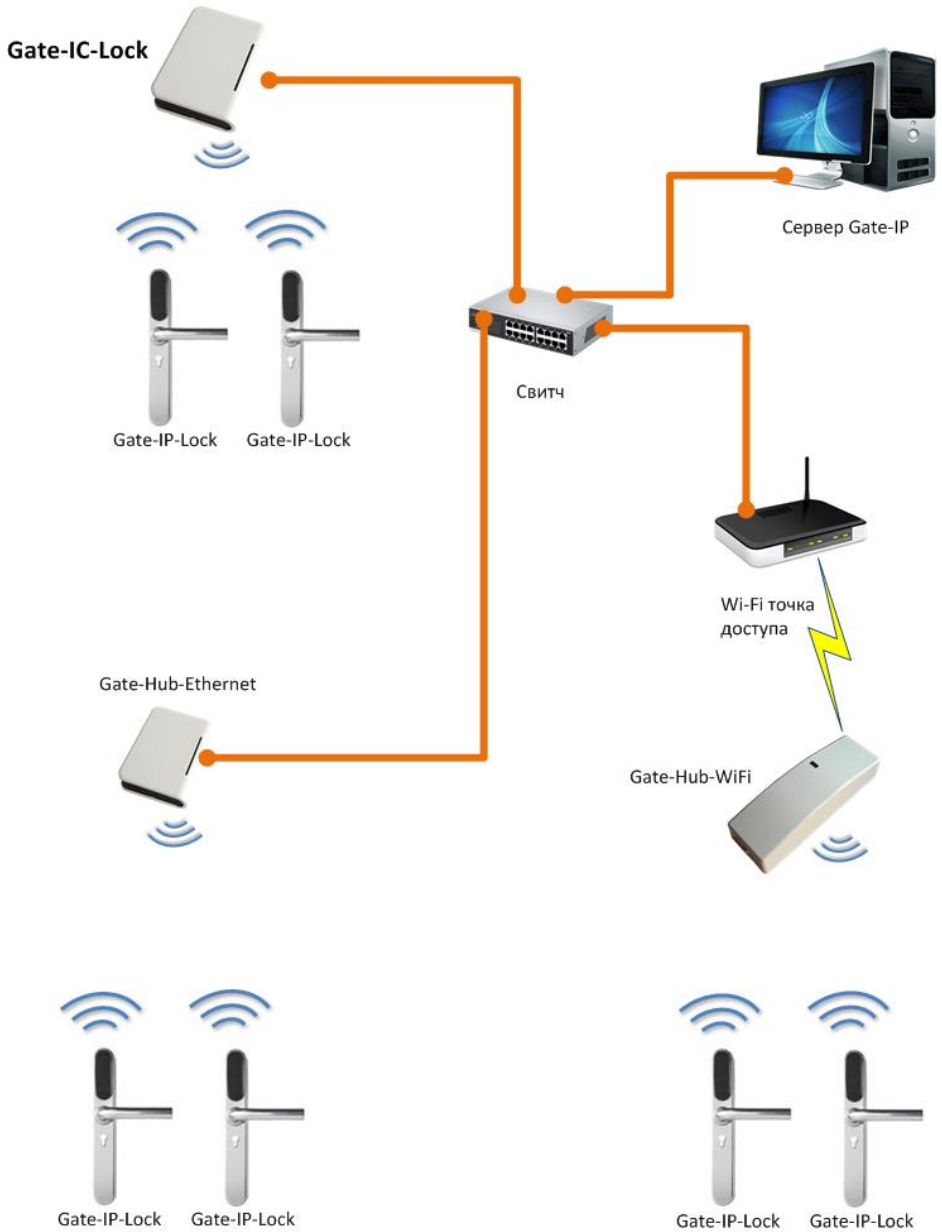 Gate-IC-Lock
Сервер Gate-IP
Свитч
Gate-IP-Lock
Gate-IP-Lock
Wi-Fi точка
доступа
Gate-Hub-Ethernet
Gate-Hub-WiFi
Gate-IP-Lock
Gate-IP-Lock
Gate-IP-Lock
Gate-IP-Lock